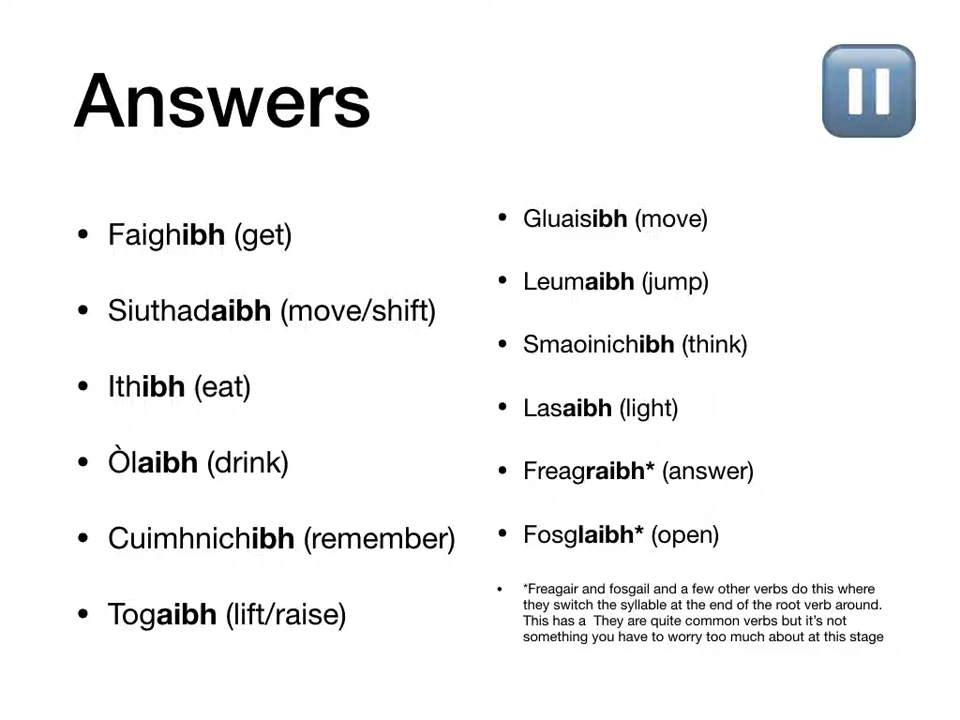 Answers
• Faighibh (get)
• Siuthadaibh (move/shift)
• Ithibh (eat)
• Òlaibh (drink)
• Cuimhnichibh (remember)
• Togaibh (lift/raise)
• Gluaisibh (move)
• Leumaibh (jump)
• Smaoinichibh (think)
• Lasaibh (light)
• Freagraibh* (answer)
• Fosglaibh* (open)
• *Freagair and fosgail and a few other verbs do this where
they switch the syllable at the end of the root verb around.
This has a  They are quite common verbs but it’s not
something you have to worry too much about at this stage